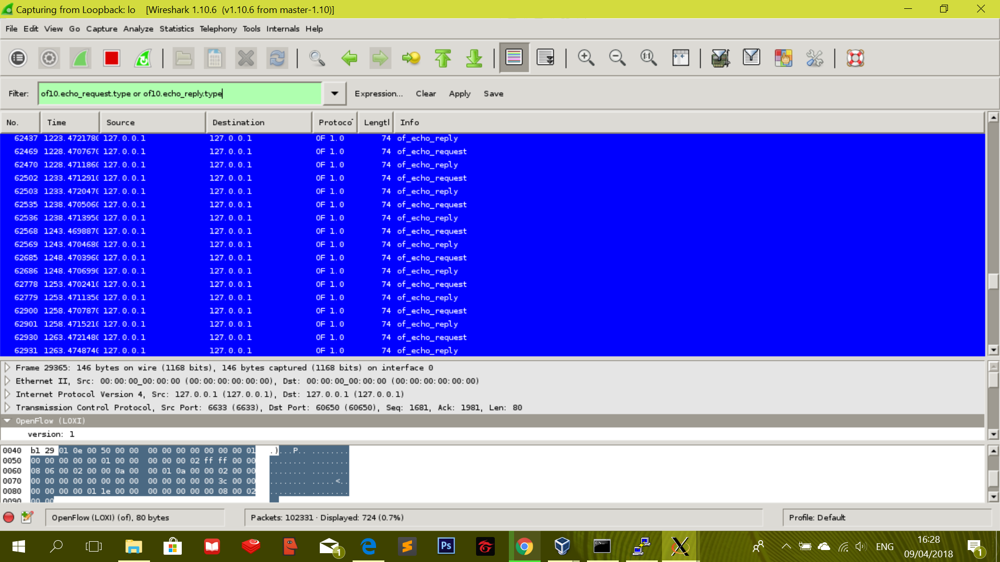 Capturing from Loopback: lo    [Wireshark 1.10.6  (v1.10.6 from master-1.10)]
File Edit View Go Capture Analyze Statistics Telephony Tools Internals Help
Filter: of10.echo_request.type or of10.echo_reply.type Expression... Clear Apply Save
No. Time Source Destination Protoco Lengtl Info
62437 1223.472178 127.0.0.1 127.0.0.1 OF 1.0 74 of_echo_reply
62469 1228.470767 127.0.0.1 127.0.0.1 OF 1.0 74 of_echo_request
62470 1228.471186 127.0.0.1 127.0.0.1 OF 1.0 74 of_echo_reply
62502 1233.471291 127.0.0.1 127.0.0.1 OF 1.0 74 of_echo_request
62503 1233.472047 127.0.0.1 127.0.0.1 OF 1.0 74 of_echo_reply
62535 1238.470506 127.0.0.1 127.0.0.1 OF 1.0 74 of_echo_request
62536 1238.471395 127.0.0.1 127.0.0.1 OF 1.0 74 of_echo_reply
62568 1243.469887 127.0.0.1 127.0.0.1 OF 1.0 74 of_echo_request
62569 1243.470468 127.0.0.1 127.0.0.1 OF 1.0 74 of_echo_reply
62685 1248.470396 127.0.0.1 127.0.0.1 OF 1.0 74 of_echo_request
62686 1248.470699 127.0.0.1 127.0.0.1 OF 1.0 74 of_echo_reply
62778 1253.470241 127.0.0.1 127.0.0.1 OF 1.0 74 of_echo_request
62779 1253.471135 127.0.0.1 127.0.0.1 OF 1.0 74 of_echo_reply
62900 1258.470787 127.0.0.1 127.0.0.1 OF 1.0 74 of_echo_request
62901 1258.471521 127.0.0.1 127.0.0.1 OF 1.0 74 of_echo_reply
62930 1263.472148 127.0.0.1 127.0.0.1 OF 1.0 74 of_echo_request
62931 1263.474874 127.0.0.1 127.0.0.1 OF 1.0 74 of_echo_reply
Frame 29365: 146 bytes on wire (1168 bits), 146 bytes captured (1168 bits) on interface 0
Ethernet II, Src: 00:00:00_00:00:00 (00:00:00:00:00:00), Dst: 00:00:00_00:00:00 (00:00:00:00:00:00)
Internet Protocol Version 4, Src: 127.0.0.1 (127.0.0.1), Dst: 127.0.0.1 (127.0.0.1)
Transmission Control Protocol, Src Port: 6633 (6633), Dst Port: 60650 (60650), Seq: 1681, Ack: 1981, Len: 80
OpenFlow (LOXI)
version: 1
0040 b1 29 01 0e 00 50 00 00 00 00 00 00 00 00 00 01 .)...P.. ........
0050 00 00 00 00 00 01 00 00 00 00 00 02 ff ff 00 00 ........ ........
0060 08 06 00 02 00 00 0a 00 00 01 0a 00 00 02 00 00 ........ ........
0070 00 00 00 00 00 00 00 00 00 00 00 00 00 3c 00 00 ........ .....<..
0080 00 00 00 00 01 1e 00 00 00 00 00 00 00 08 00 02 ........ ........
0090 00 00
OpenFlow (LOXI) (of), 80 bytes Packets: 102331 · Displayed: 724 (0.7%) Profile: Default
1 Ps ENG 16:28 1
09/04/2018